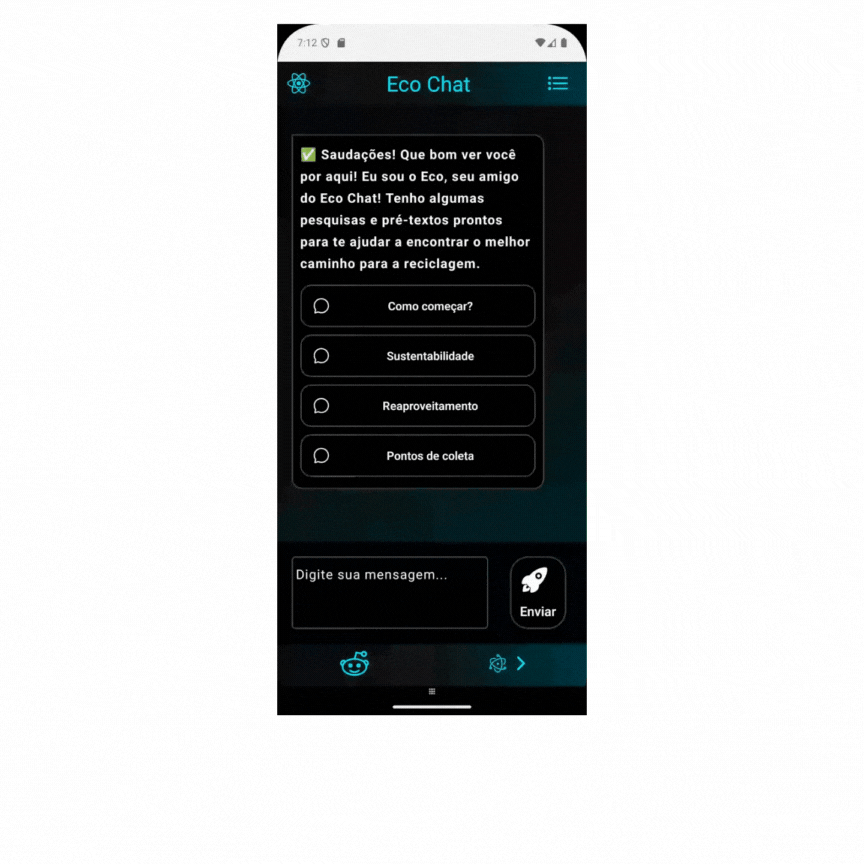 7:12
Eco Chat
✅ Saudações! Que bom ver você
por aqui! Eu sou o Eco, seu amigo
do Eco Chat! Tenho algumas
pesquisas e pré-textos prontos
para te ajudar a encontrar o melhor
caminho para a reciclagem.
Como começar?
Sustentabilidade
Reaproveitamento
Pontos de coleta
Digite sua mensagem...
Enviar